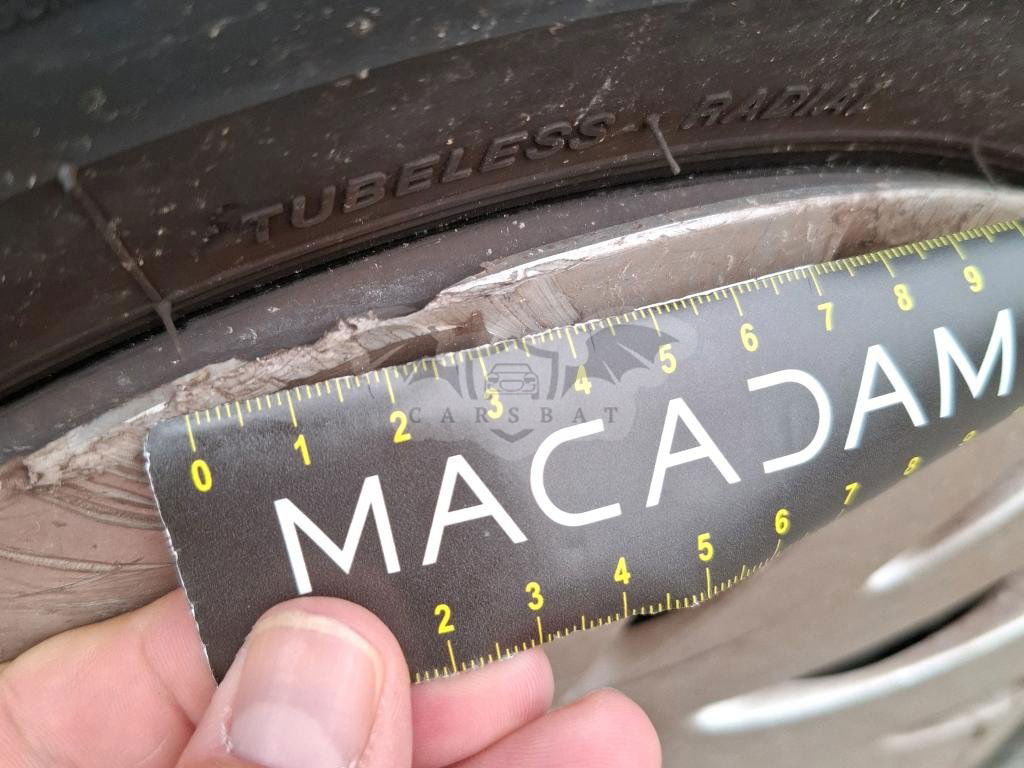 TUBELESS RADIAL
0 1 2 3 4 5 6 7 8 9
CARSBAT
MACADAM
2 3 4 5 6 7 8 9